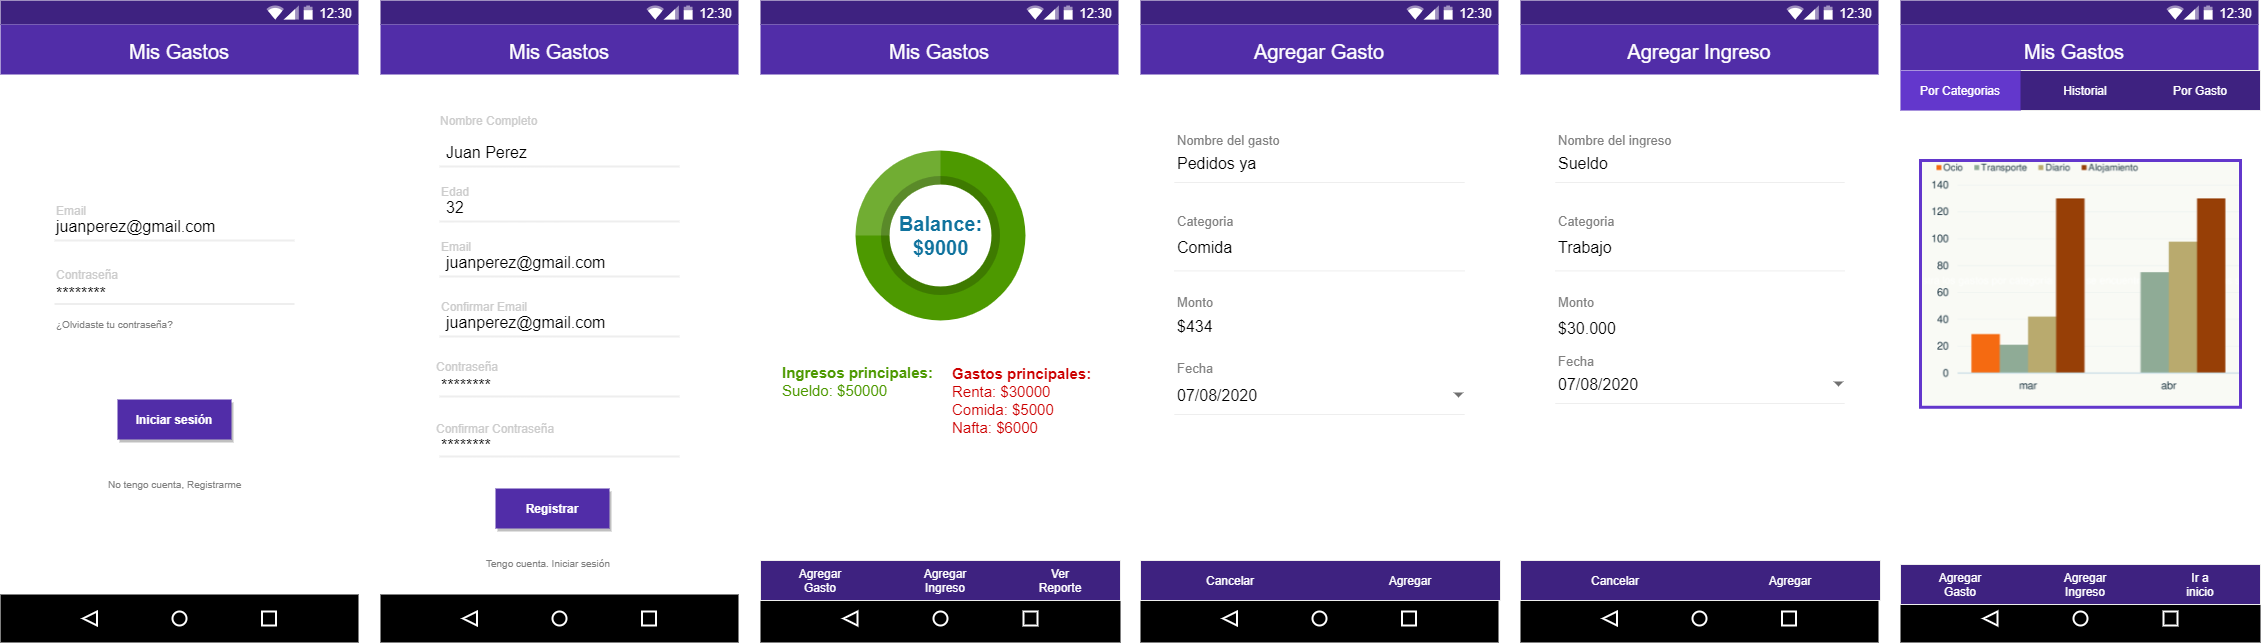 12:30
Mis Gastos
Email
juanperez@gmail.com
Contraseña
********
¿Olvidaste tu contraseña?
Iniciar sesión
No tengo cuenta, Registrarme
12:30
Mis Gastos
Nombre Completo
Juan Perez
Edad
32
Email
juanperez@gmail.com
Confirmar Email
juanperez@gmail.com
Contraseña
********
Confirmar Contraseña
********
Registrar
Tengo cuenta. Iniciar sesión
12:30
Mis Gastos
Balance:
$9000
Ingresos principales:
Sueldo: $50000
Gastos principales:
Renta: $30000
Comida: $5000
Nafta: $6000
Agregar
Gasto
Agregar
Ingreso
Ver
Reporte
12:30
Agregar Gasto
Nombre del gasto
Pedidos ya
Categoria
Comida
Monto
$434
Fecha
07/08/2020
Cancelar
Agregar
12:30
Agregar Ingreso
Nombre del ingreso
Sueldo
Categoria
Trabajo
Monto
$30.000
Fecha
07/08/2020
Cancelar
Agregar
12:30
Mis Gastos
Por Categorias
Historial
Por Gasto
Ocio Transporte Diario Alojamiento
140
120
100
80
60
40
20
0
mar
abr
Agregar
Gasto
Agregar
Ingreso
Ir a
inicio